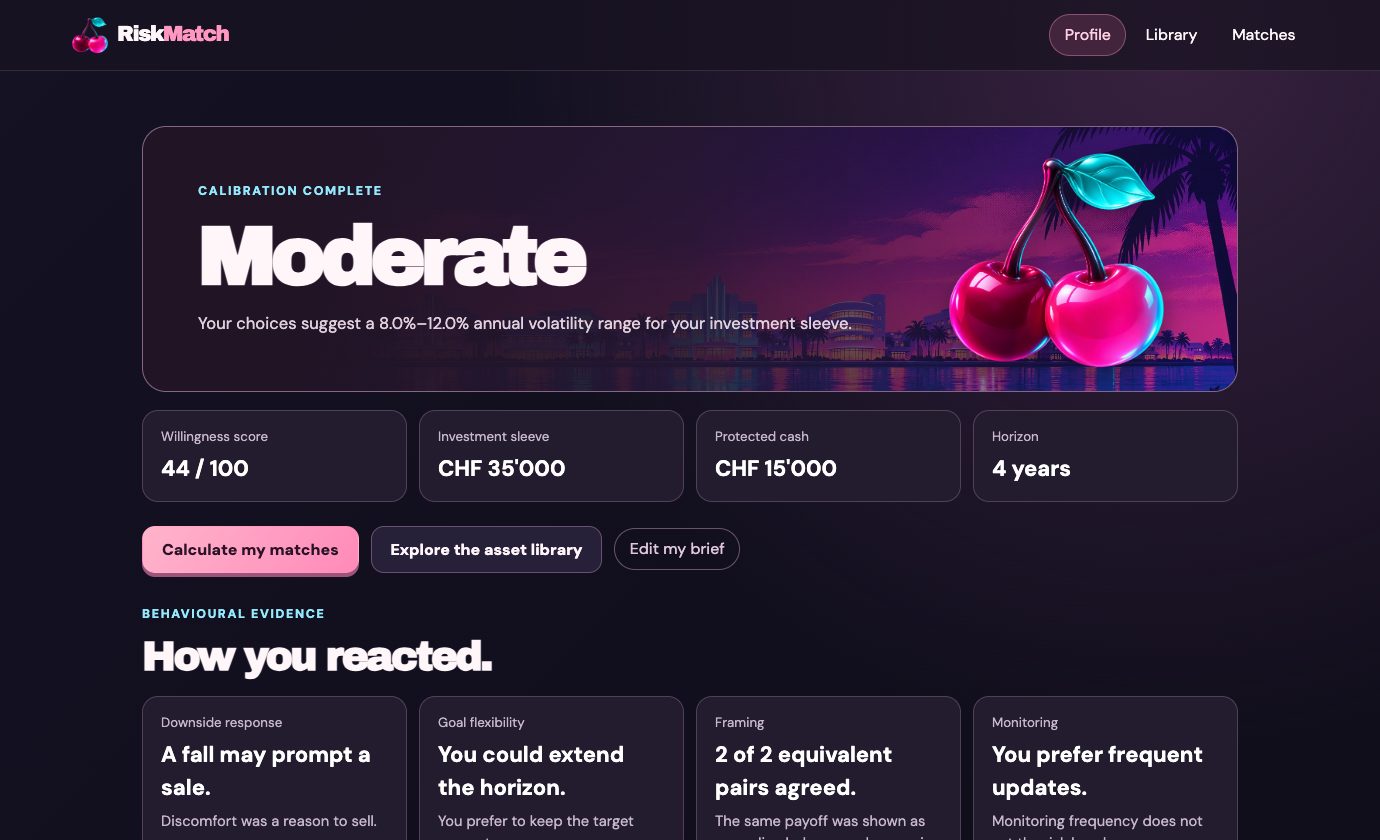 RiskMatch
Profile
Library
Matches
CALIBRATION COMPLETE
Moderate
Your choices suggest a 8.0%–12.0% annual volatility range for your investment sleeve.
Willingness score
44 / 100
Investment sleeve
CHF 35'000
Protected cash
CHF 15'000
Horizon
4 years
Calculate my matches
Explore the asset library
Edit my brief
BEHAVIOURAL EVIDENCE
How you reacted.
Downside response
A fall may prompt a
sale.
Discomfort was a reason to sell.
Goal flexibility
You could extend
the horizon.
You prefer to keep the target
Framing
2 of 2 equivalent
pairs agreed.
The same payoff was shown as
Monitoring
You prefer frequent
updates.
Monitoring frequency does not